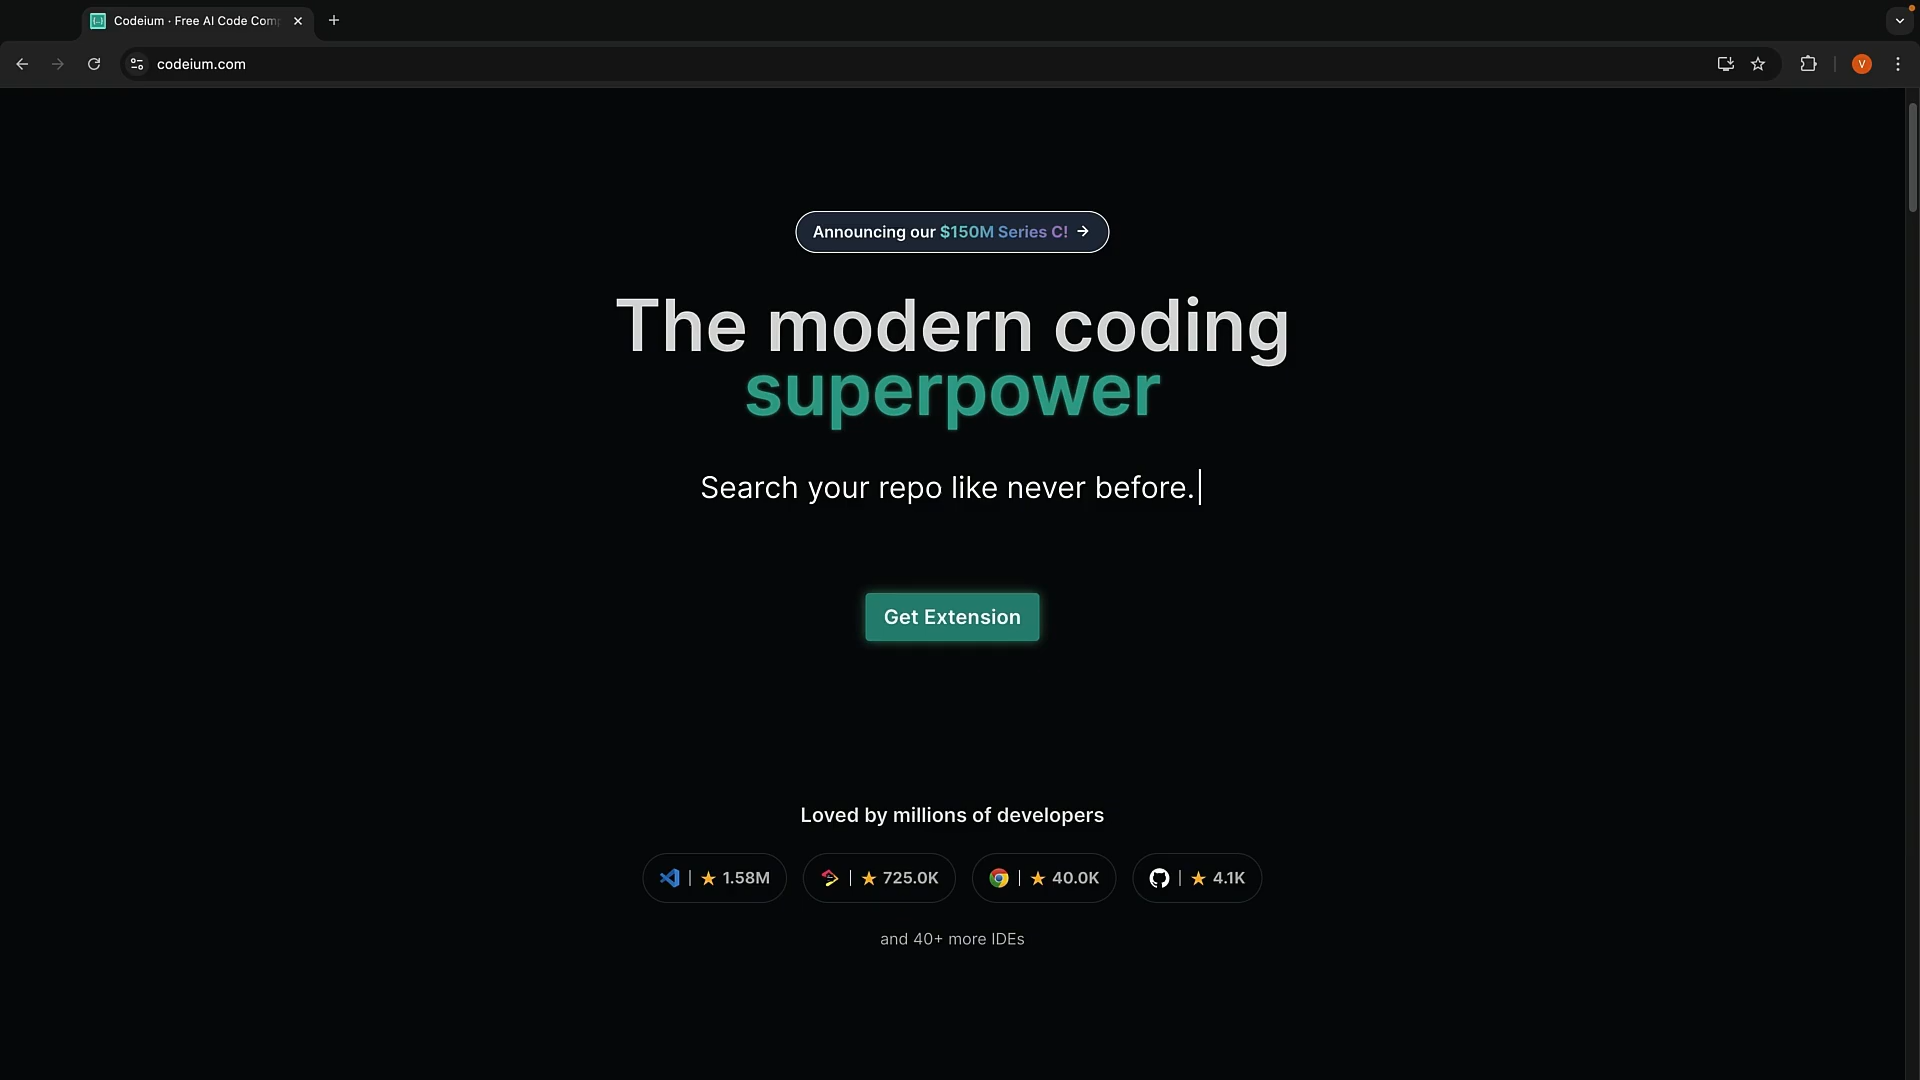 Codeium · Free AI Code Com
codeium.com
V
Announcing our $150M Series C! →
The modern coding
superpower
Search your repo like never before.
Get Extension
Loved by millions of developers
| ★ 1.58M
| ★ 725.0K
| ★ 40.0K
| ★ 4.1K
and 40+ more IDEs